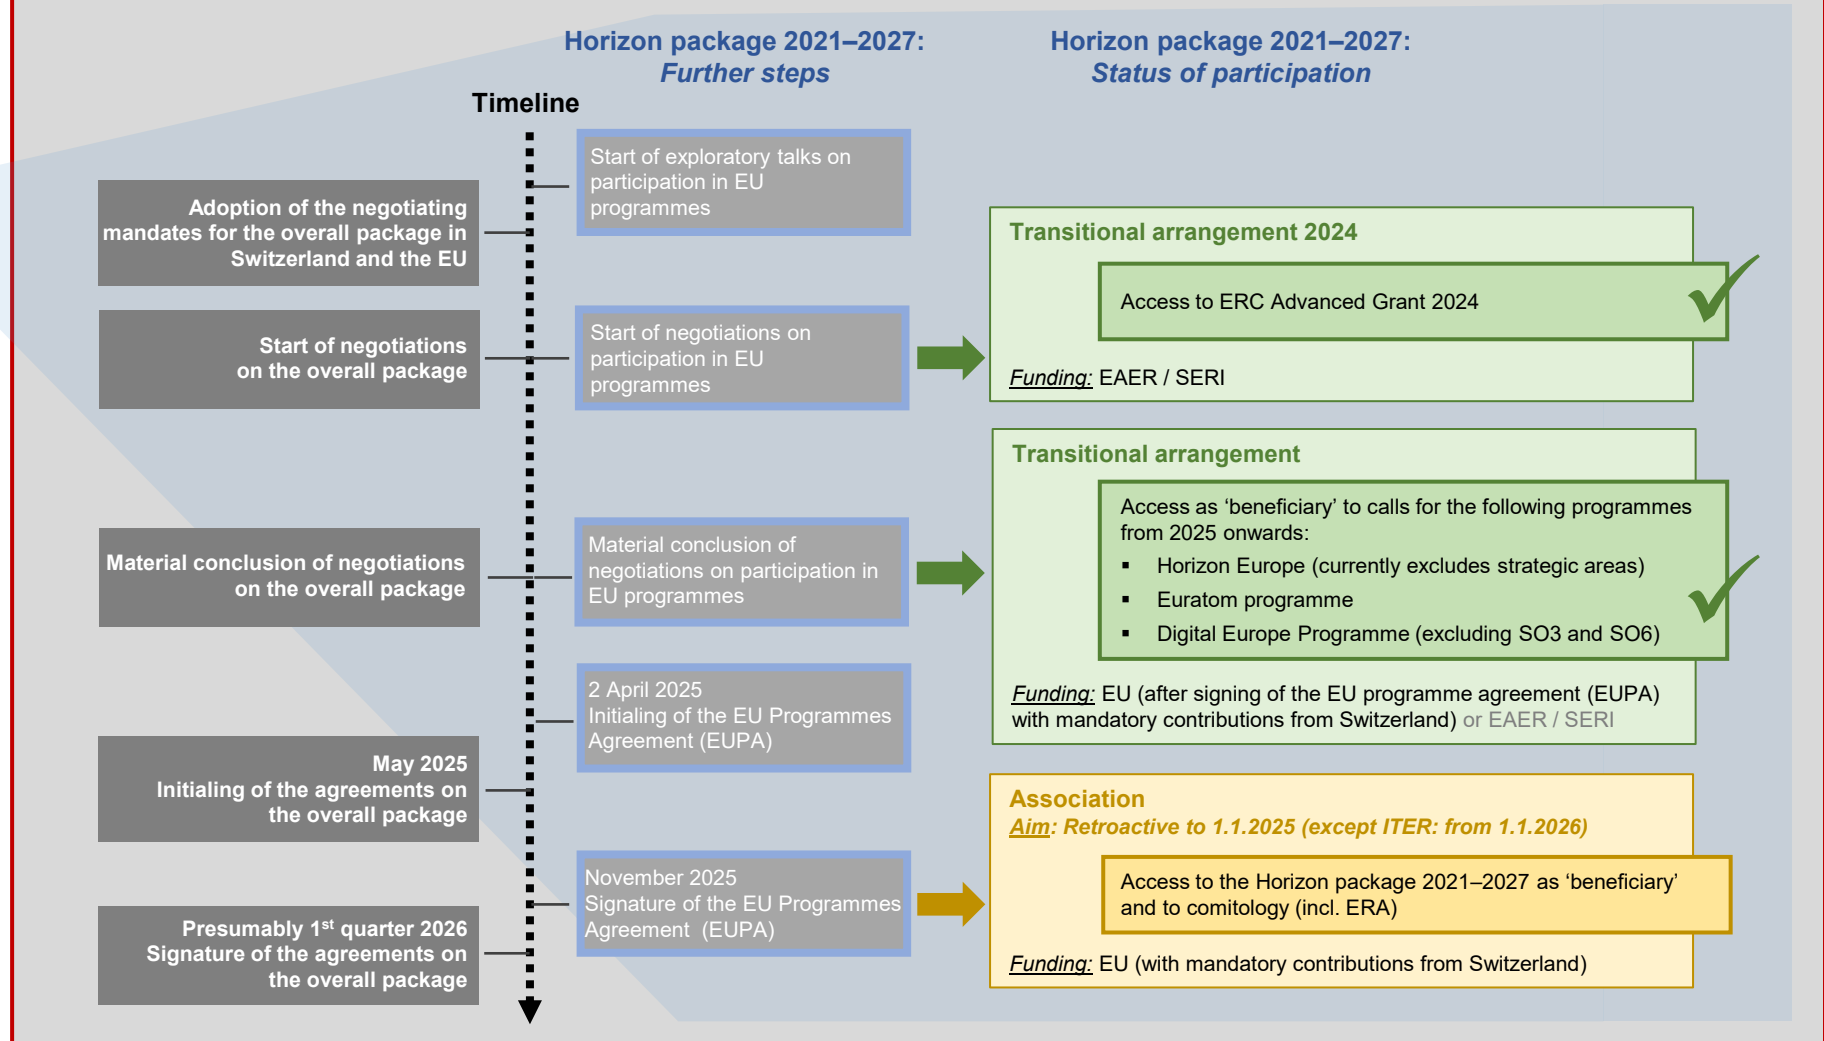 Horizon package 2021–2027:
Further steps
Horizon package 2021–2027:
Status of participation
Timeline
Start of exploratory talks on
participation in EU
programmes
Adoption of the negotiating
mandates for the overall package in
Switzerland and the EU
Transitional arrangement 2024
Access to ERC Advanced Grant 2024
Funding: EAER / SERI
Start of negotiations
on the overall package
Start of negotiations on
participation in EU
programmes
Transitional arrangement
Access as ‘beneficiary’ to calls for the following programmes
from 2025 onwards:
▪ Horizon Europe (currently excludes strategic areas)
▪ Euratom programme
▪ Digital Europe Programme (excluding SO3 and SO6)
Funding: EU (after signing of the EU programme agreement (EUPA)
with mandatory contributions from Switzerland) or EAER / SERI
Material conclusion of negotiations
on the overall package
Material conclusion of
negotiations on participation in
EU programmes
2 April 2025
Initialing of the EU Programmes
Agreement (EUPA)
May 2025
Initialing of the agreements on
the overall package
Association
Aim: Retroactive to 1.1.2025 (except ITER: from 1.1.2026)
Access to the Horizon package 2021–2027 as ‘beneficiary’
and to comitology (incl. ERA)
Funding: EU (with mandatory contributions from Switzerland)
November 2025
Signature of the EU Programmes
Agreement (EUPA)
Presumably 1st quarter 2026
Signature of the agreements on
the overall package